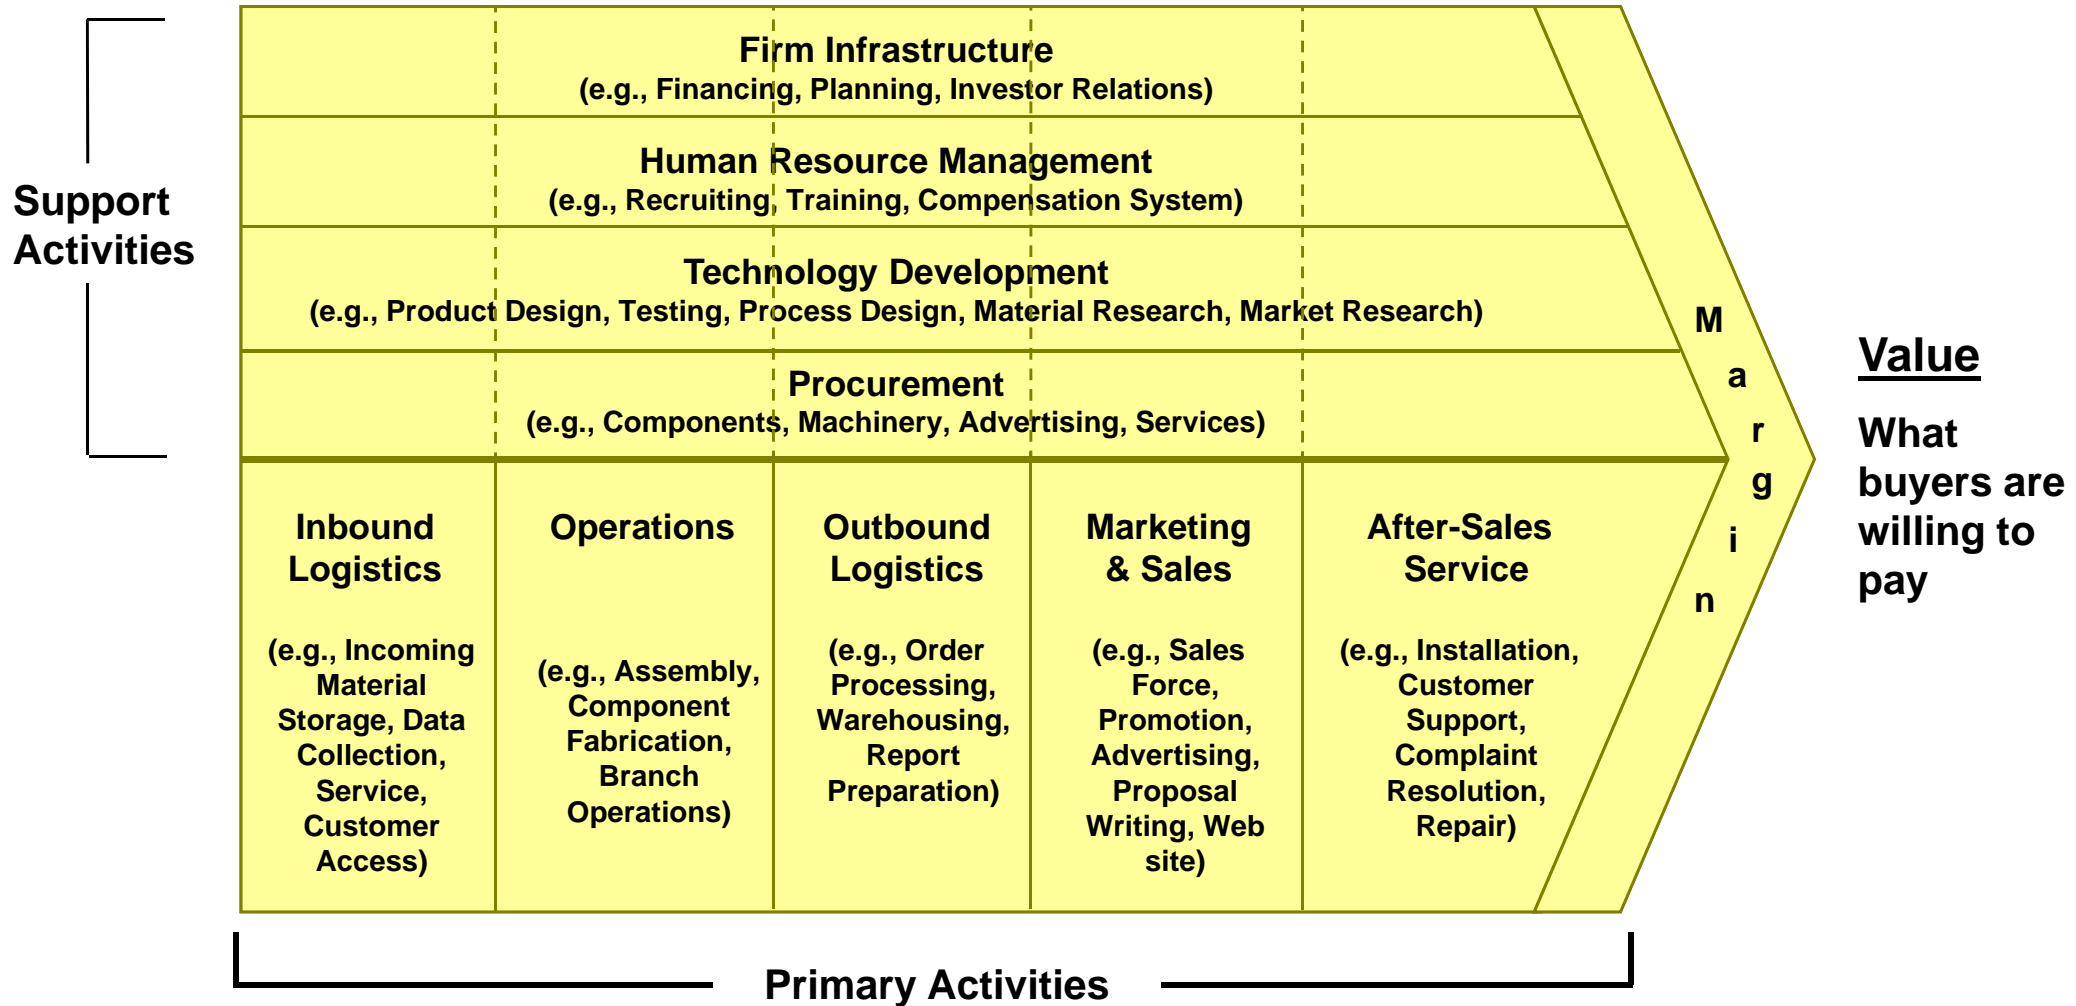 Support
Activities
Firm Infrastructure
(e.g., Financing, Planning, Investor Relations)
Human Resource Management
(e.g., Recruiting, Training, Compensation System)
Technology Development
(e.g., Product Design, Testing, Process Design, Material Research, Market Research)
Procurement
(e.g., Components, Machinery, Advertising, Services)
Inbound
Logistics
(e.g., Incoming
Material
Storage, Data
Collection,
Service,
Customer
Access)
Operations
(e.g., Assembly,
Component
Fabrication,
Branch
Operations)
Outbound
Logistics
(e.g., Order
Processing,
Warehousing,
Report
Preparation)
Marketing
& Sales
(e.g., Sales
Force,
Promotion,
Advertising,
Proposal
Writing, Web
site)
After-Sales
Service
(e.g., Installation,
Customer
Support,
Complaint
Resolution,
Repair)
Margin
Value
What
buyers are
willing to
pay
Primary Activities